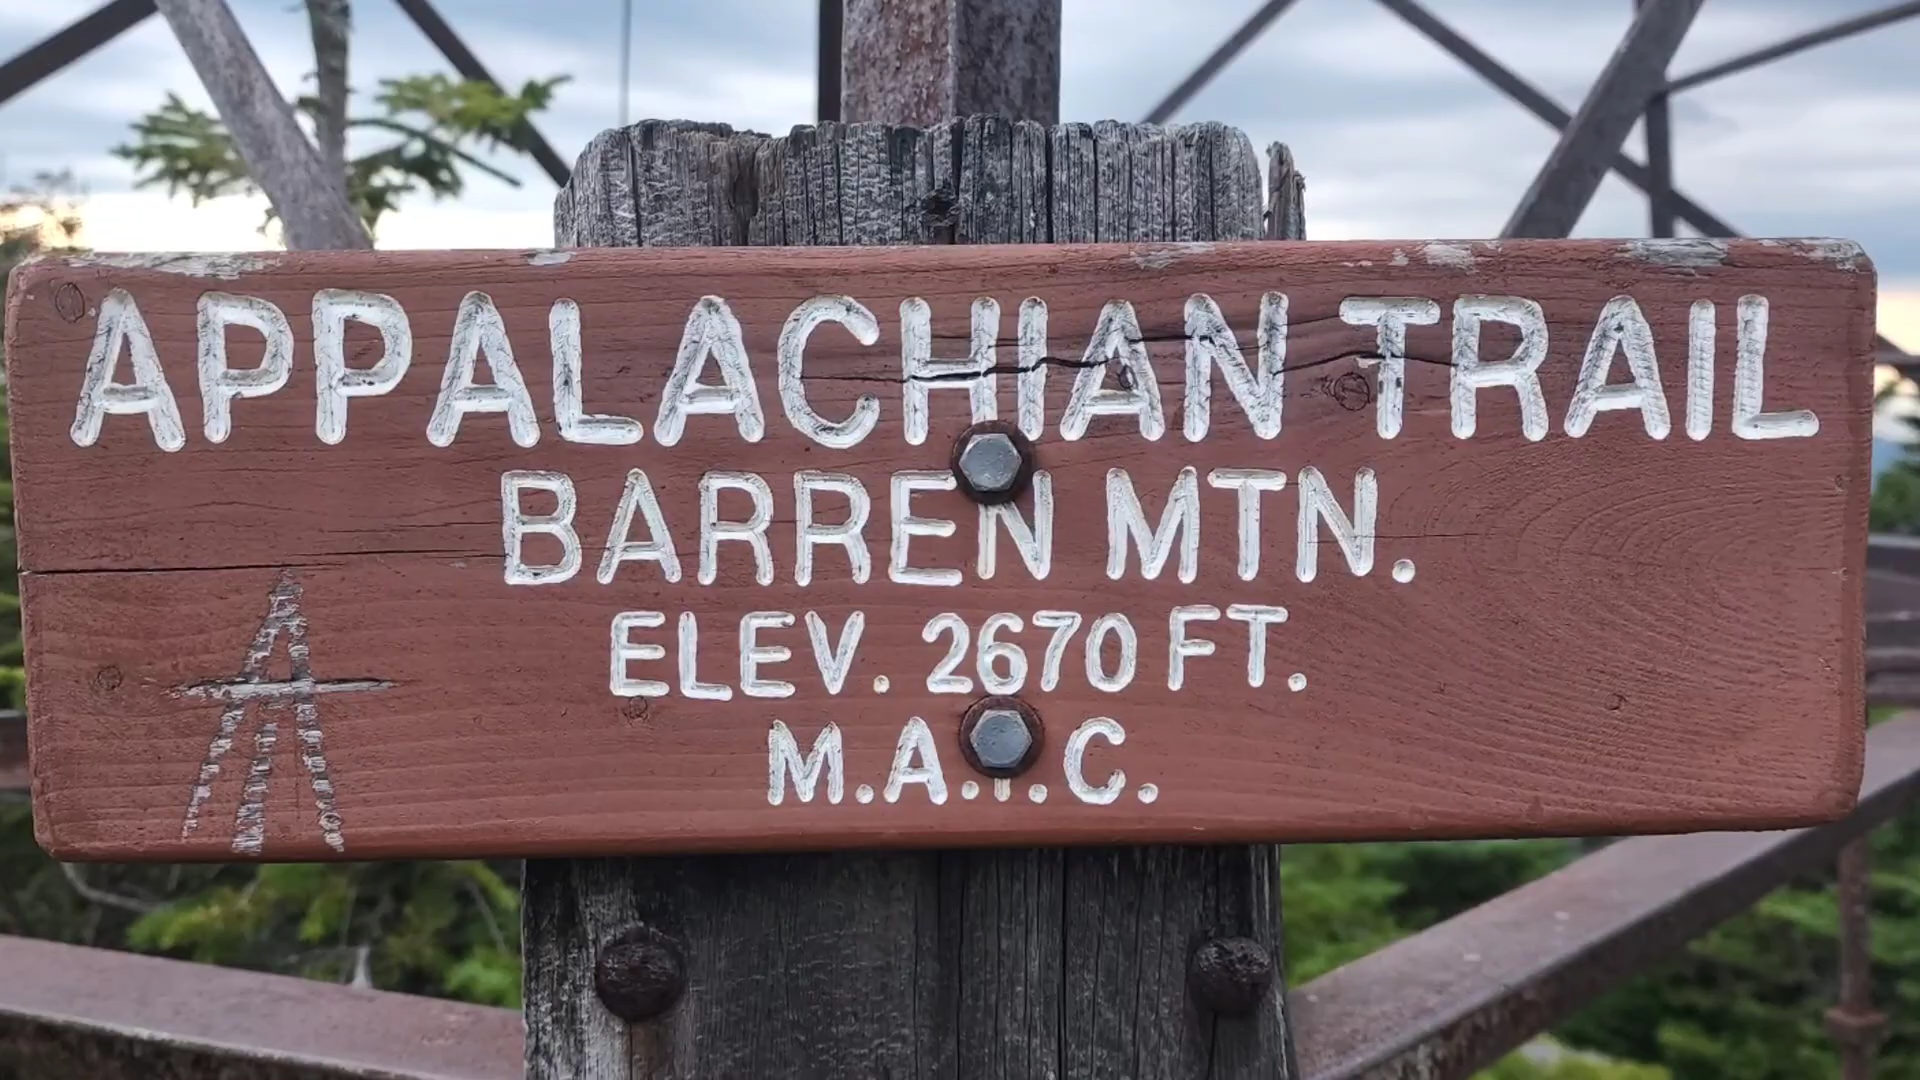 APPALACHIAN TRAIL
BARREN MTN.
ELEV. 2670 FT.
M.A.T.C.